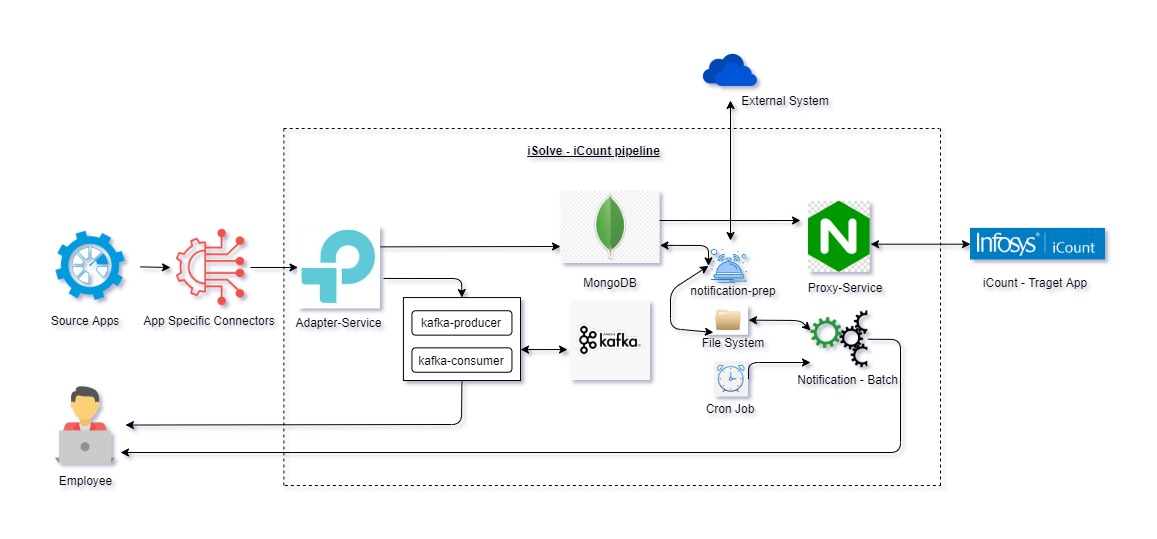 External System
iSolve - iCount pipeline
Infosys® | iCount
Source Apps
App Specific Connectors
Adapter-Service
MongoDB
notification-prep
Proxy-Service
iCount - Traget App
kafka-producer
kafka-consumer
APACHE
kafka
File System
Notification - Batch
Cron Job
Employee
N